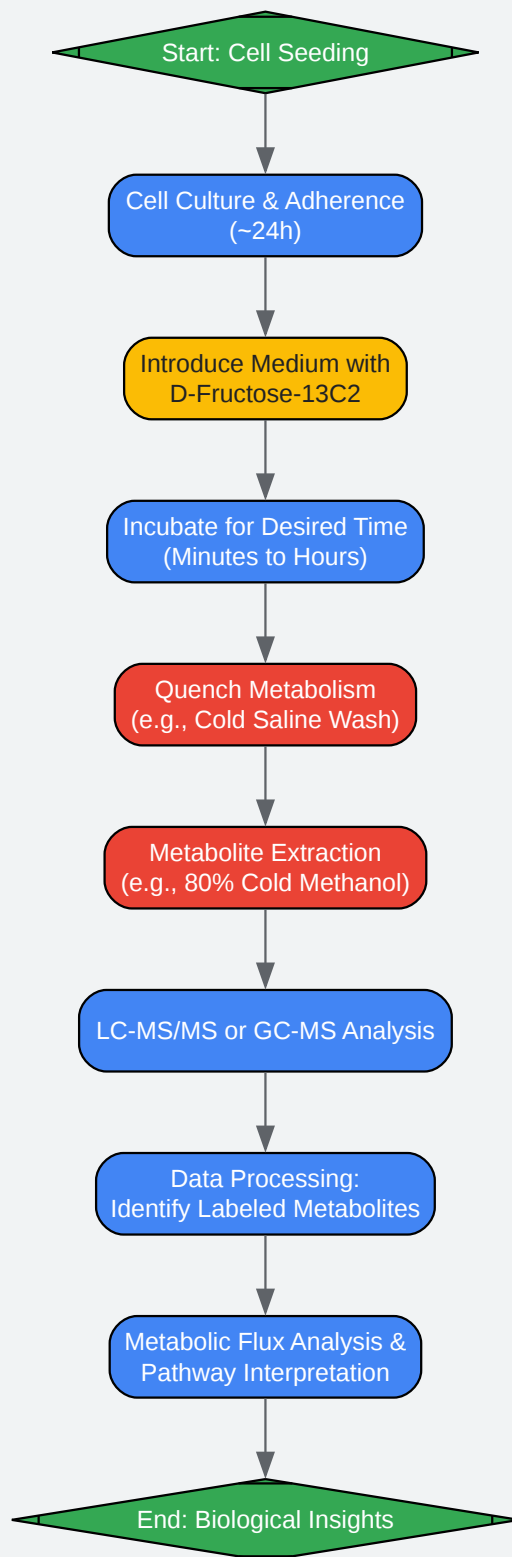 Start: Cell Seeding
Cell Culture & Adherence
(~24h)
Introduce Medium with
D-Fructose-13C2
Incubate for Desired Time
(Minutes to Hours)
Quench Metabolism
(e.g., Cold Saline Wash)
Metabolite Extraction
(e.g., 80% Cold Methanol)
LC-MS/MS or GC-MS Analysis
Data Processing:
Identify Labeled Metabolites
Metabolic Flux Analysis &
Pathway Interpretation
End: Biological Insights